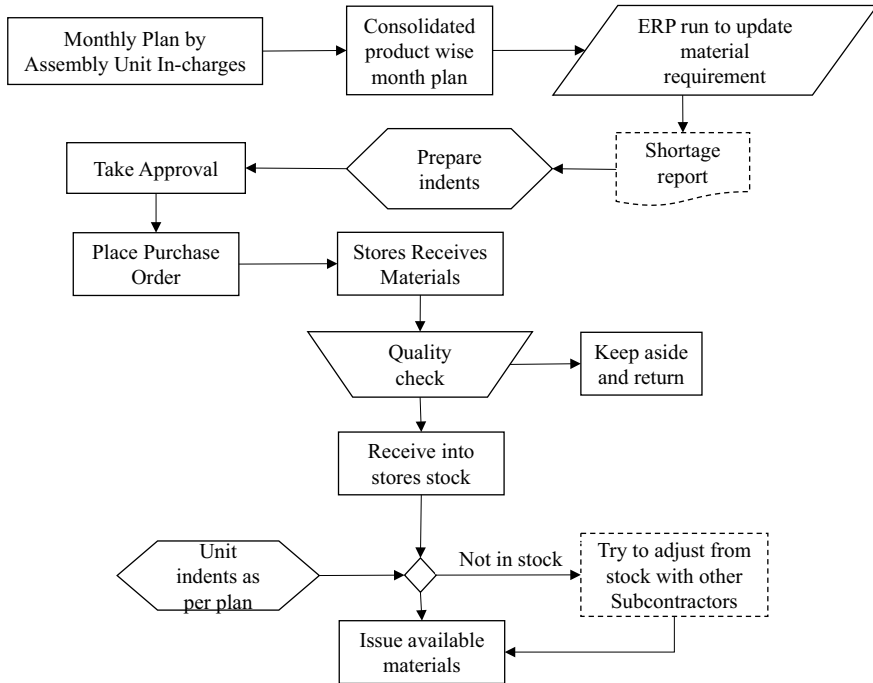 Monthly Plan by
Assembly Unit In-charges
Consolidated
product wise
month plan
ERP run to update
material
requirement
Take Approval
Prepare
indents
Shortage
report
Place Purchase
Order
Stores Receives
Materials
Quality
check
Keep aside
and return
Receive into
stores stock
Unit
indents as
per plan
Not in stock
Try to adjust from
stock with other
Subcontractors
Issue available
materials